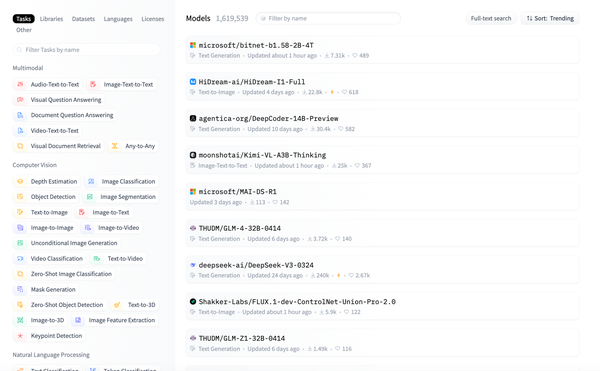 Tasks Libraries Datasets Languages Licenses
Other
Filter Tasks by name
Multimodal
Audio-Text-to-Text Image-Text-to-Text
Visual Question Answering
Document Question Answering
Video-Text-to-Text
Visual Document Retrieval Any-to-Any
Computer Vision
Depth Estimation Image Classification
Object Detection Image Segmentation
Text-to-Image Image-to-Text
Image-to-Image Image-to-Video
Unconditional Image Generation
Video Classification Text-to-Video
Zero-Shot Image Classification
Mask Generation
Zero-Shot Object Detection Text-to-3D
Image-to-3D Image Feature Extraction
Keypoint Detection
Natural Language Processing
Text Classification Token Classification
Models 1,619,539 Filter by name Full-text search Sort: Trending
microsoft/bitnet-b1.58-2B-4T
Text Generation • Updated about 1 hour ago • 7.31k • 489
HiDream-ai/HiDream-I1-Full
Text-to-Image • Updated 4 days ago • 22.8k • 618
agentica-org/DeepCoder-14B-Preview
Text Generation • Updated 10 days ago • 30.4k • 582
moonshotai/Kimi-VL-A3B-Thinking
Image-Text-to-Text • Updated about 1 hour ago • 25k • 367
microsoft/MAI-DS-R1
Updated 3 days ago • 113 • 142
THUDM/GLM-4-32B-0414
Text Generation • Updated 6 days ago • 3.72k • 140
deepseek-ai/DeepSeek-V3-0324
Text Generation • Updated 24 days ago • 240k • 2.67k
Shakker-Labs/FLUX.1-dev-ControlNet-Union-Pro-2.0
Text-to-Image • Updated about 1 hour ago • 5.9k • 122
THUDM/GLM-Z1-32B-0414
Text Generation • Updated 6 days ago • 1.49k • 116